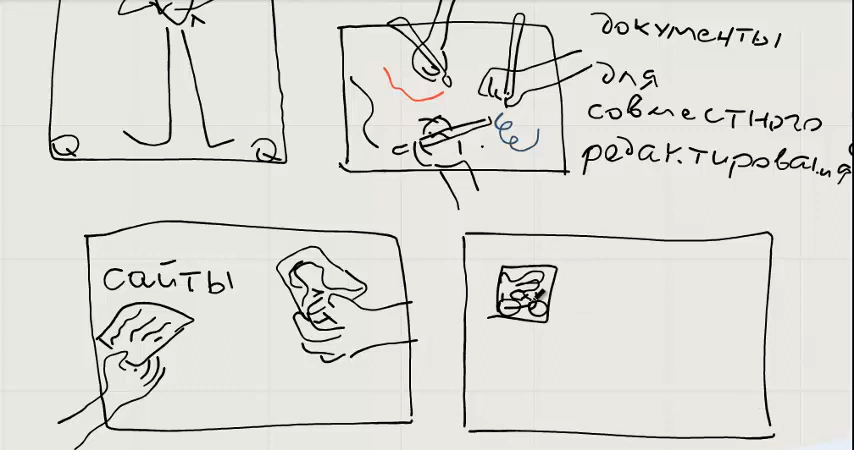 документы
для
совместного
редактирования
сайты